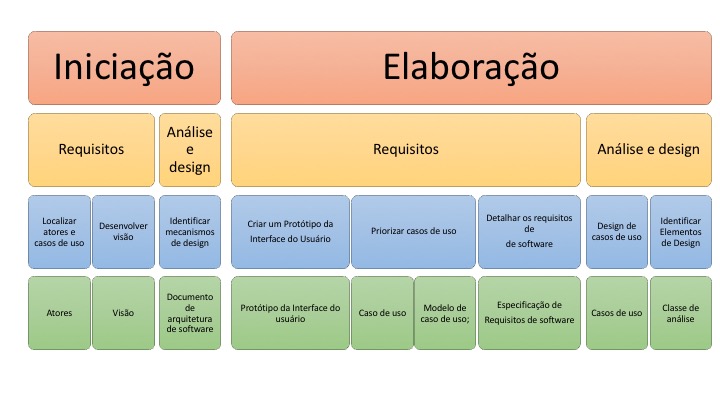 Iniciação
Elaboração
Requisitos
Análise
e
design
Requisitos
Análise e design
Localizar
atores e
casos de uso
Desenvolver
visão
Identificar
mecanismos
de design
Criar um Protótipo da
Interface do Usuário
Priorizar casos de uso
Detalhar os requisitos
de
de software
Design de
casos de uso
Identificar
Elementos
de Design
Atores
Visão
Documento
de
arquitetura
de software
Protótipo da Interface do
usuário
Caso de uso
Modelo de
caso de uso;
Especificação de
Requisitos de software
Casos de uso
Classe de
análise